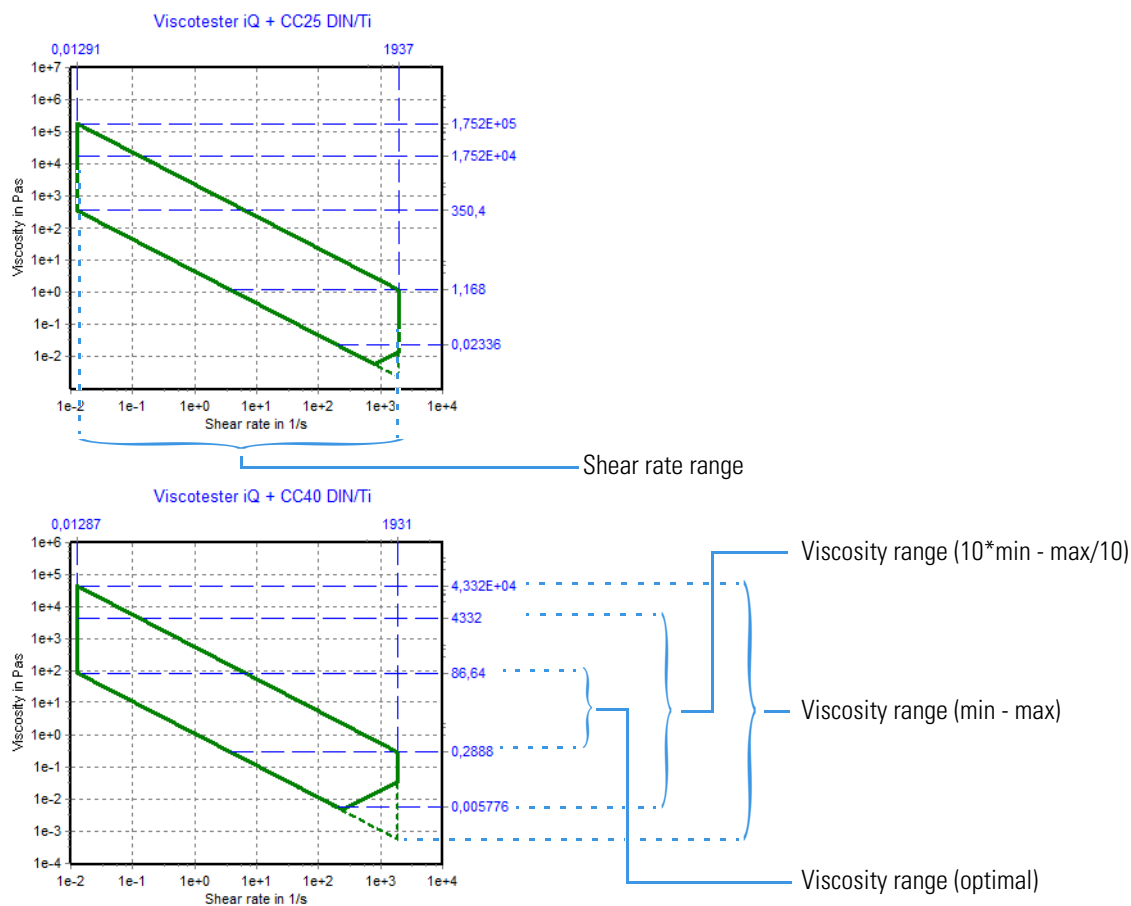 Viscotester iQ + CC25 DIN/Ti
0,01291 1937
1e+7
1e+6
1e+5
1e+4
1e+3
1e+2
1e+1
1e+0
1e-1
1e-2
Viscosity in Pas
1,752E+05
1,752E+04
350,4
1,168
0,02336
1e-2 1e-1 1e+0 1e+1 1e+2 1e+3 1e+4
Shear rate in 1/s
Shear rate range
Viscotester iQ + CC40 DIN/Ti
0,01287 1931
1e+6
1e+5
1e+4
1e+3
1e+2
1e+1
1e+0
1e-1
1e-2
1e-3
1e-4
Viscosity in Pas
4,332E+04
4332
86,64
0,2888
0,005776
1e-2 1e-1 1e+0 1e+1 1e+2 1e+3 1e+4
Shear rate in 1/s
Viscosity range (10*min - max/10)
Viscosity range (min - max)
Viscosity range (optimal)